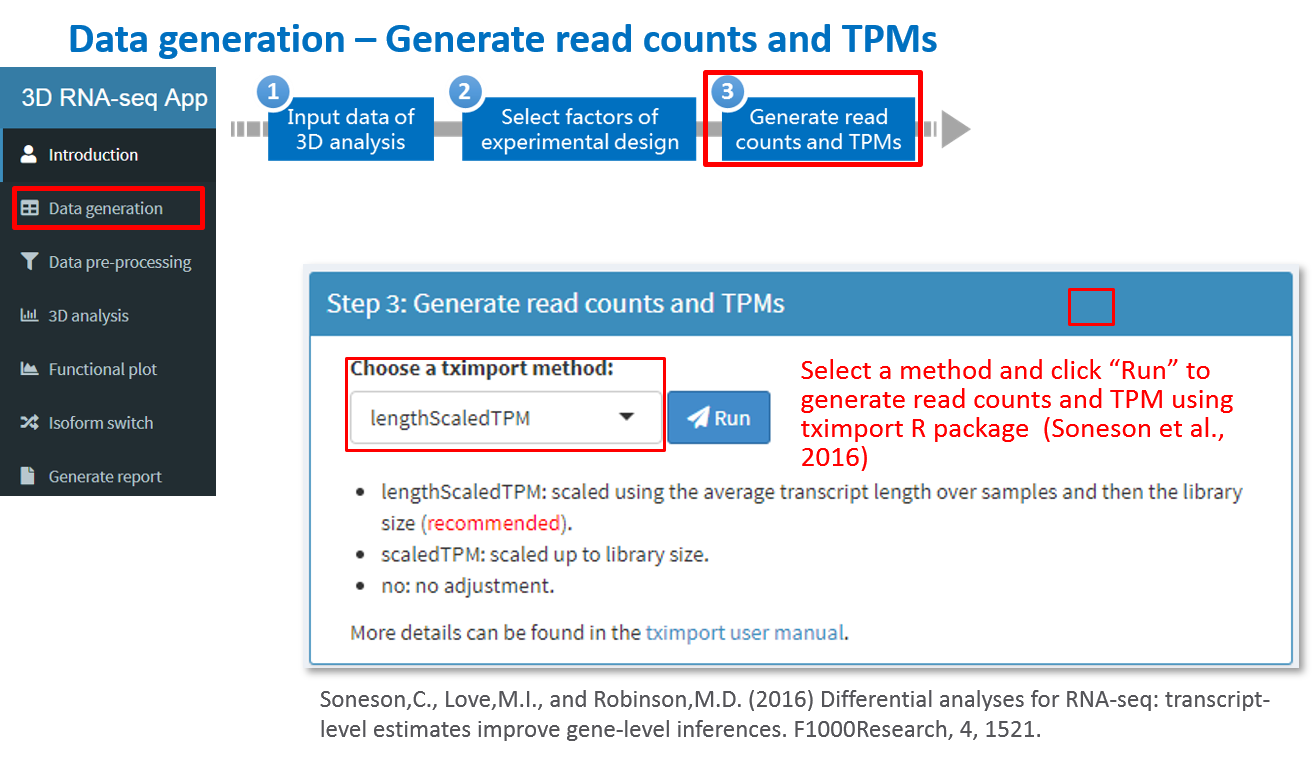 Data generation – Generate read counts and TPMs
3D RNA-seq App
Introduction
Data generation
Data pre-processing
3D analysis
Functional plot
Isoform switch
Generate report
1
Input data of
3D analysis
2
Select factors of
experimental design
3
Generate read
counts and TPMs
Step 3: Generate read counts and TPMs
Choose a tximport method:
lengthScaledTPM
Run
Select a method and click “Run” to
generate read counts and TPM using
tximport R package (Soneson et al.,
2016)
• lengthScaledTPM: scaled using the average transcript length over samples and then the library
size (recommended).
• scaledTPM: scaled up to library size.
• no: no adjustment.
More details can be found in the tximport user manual.
Soneson,C., Love,M.I., and Robinson,M.D. (2016) Differential analyses for RNA-seq: transcript-
level estimates improve gene-level inferences. F1000Research, 4, 1521.